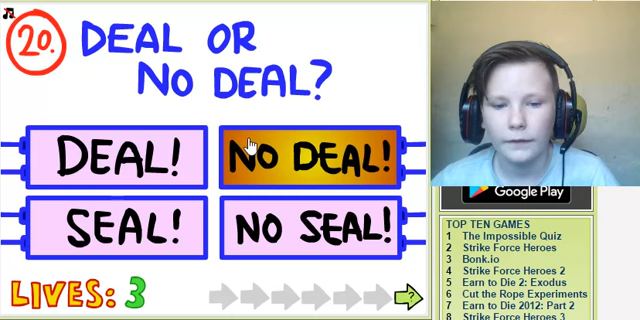 20.
DEAL OR
NO DEAL?
DEAL!
NO DEAL!
SEAL!
NO SEAL!
LIVES: 3
?
Google Play
TOP TEN GAMES
1 The Impossible Quiz
2 Strike Force Heroes
3 Bonk.io
4 Strike Force Heroes 2
5 Earn to Die 2: Exodus
6 Cut the Rope Experiments
7 Earn to Die 2012: Part 2
8 Strike Force Heroes 3